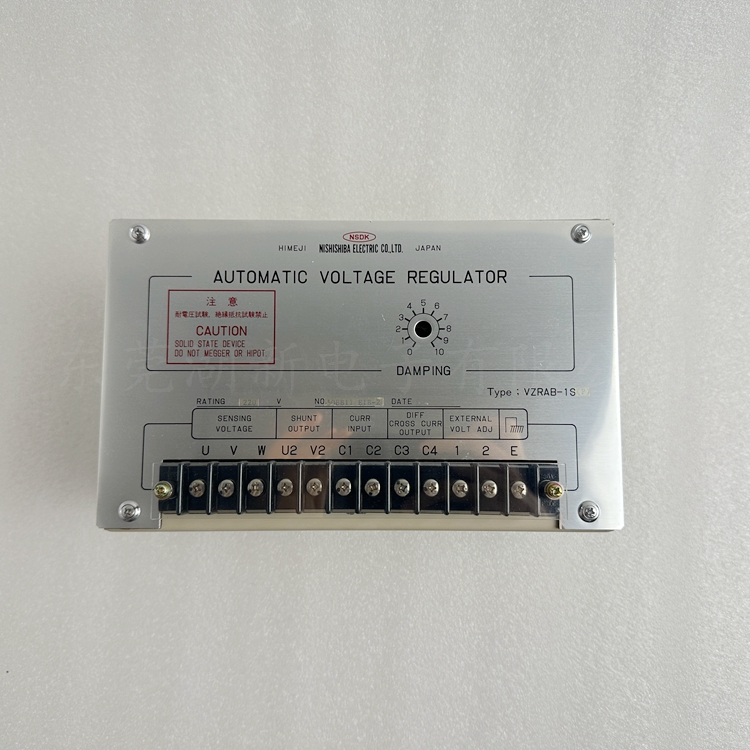 NSDK
HIMEJI NISHISHIBA ELECTRIC CO.,LTD. JAPAN
AUTOMATIC VOLTAGE REGULATOR
注 意
耐電圧試験、絶縁抵抗試験禁止
CAUTION
SOLID STATE DEVICE
DO NOT MEGGER OR HIPOT
0 1 2 3 4 5 6 7 8 9 10
DAMPING
Type ; VZRAB-1S
RATING V NO. DATE
SENSING VOLTAGE
SHUNT OUTPUT
CURR INPUT
DIFF CROSS CURR OUTPUT
EXTERNAL VOLT ADJ
U V W U2 V2 C1 C2 C3 C4 1 2 E